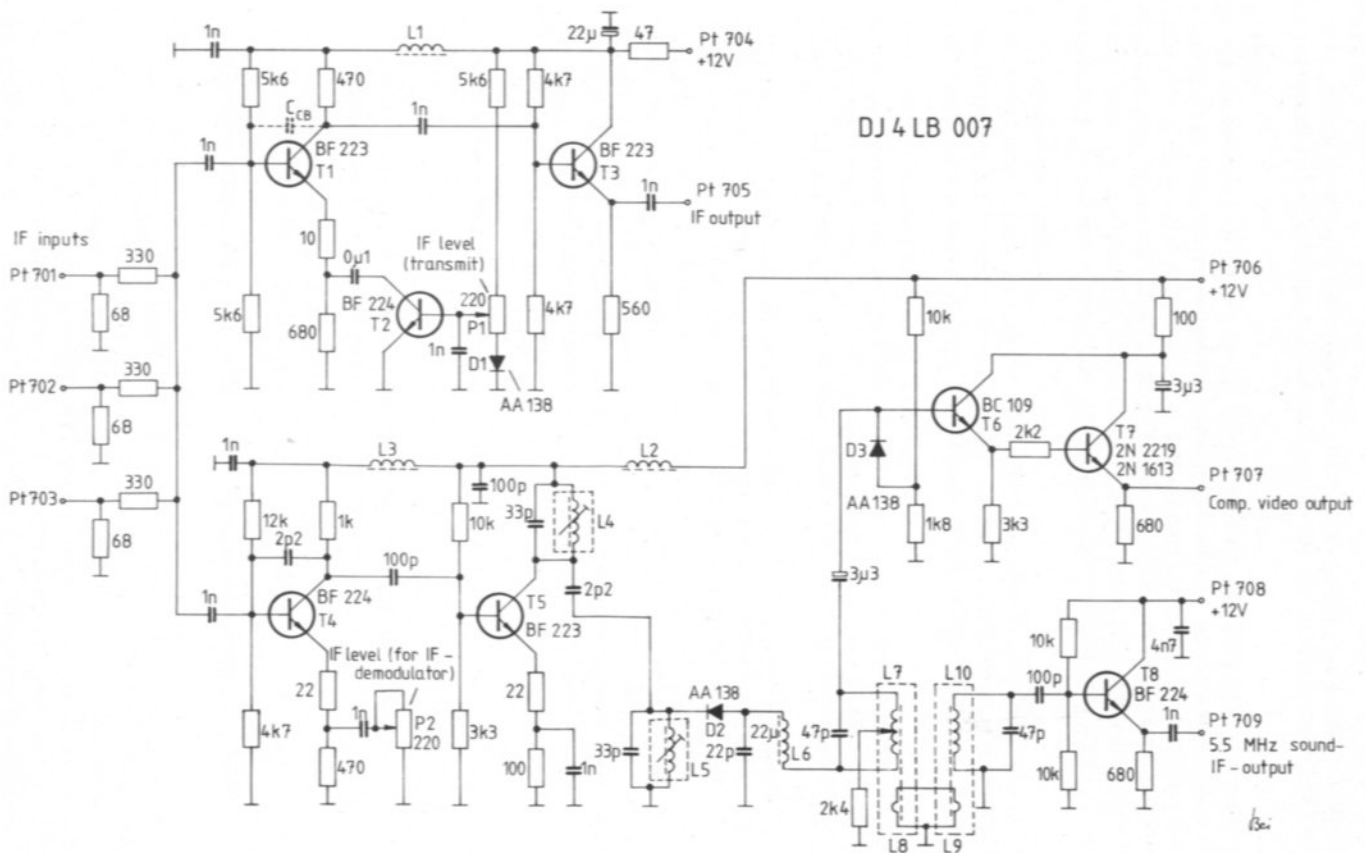 1n
L1
22µ
47
Pt 704
+12V
5k6
470
5k6
4k7
C_CB
1n
DJ 4 LB 007
1n
BF 223
T1
BF 223
T3
1n
Pt 705
IF output
IF inputs
10
IF level
(transmit)
0µ1
Pt 701
330
68
5k6
680
BF 224
T2
220
P1
1n
D1
4k7
560
AA 138
Pt 706
+12V
10k
100
3µ3
Pt 702
330
68
BC 109
T6
2k2
T7
2N 2219
2N 1613
D3
AA 138
1k8
3k3
680
Pt 707
Comp. video output
Pt 703
330
68
1n
L3
L2
12k
1k
10k
100p
33p
L4
2p2
100p
2p2
3µ3
1n
BF 224
T4
T5
BF 223
IF level (for IF-
demodulator)
22
1n
P2
220
4k7
470
3k3
22
100
1n
33p
L5
AA 138
D2
22p
22µ
L6
47p
L7
L10
2k4
L8
L9
47p
100p
10k
10k
Pt 708
+12V
4n7
T8
BF 224
1n
680
Pt 709
5.5 MHz sound-
IF-output
Bei